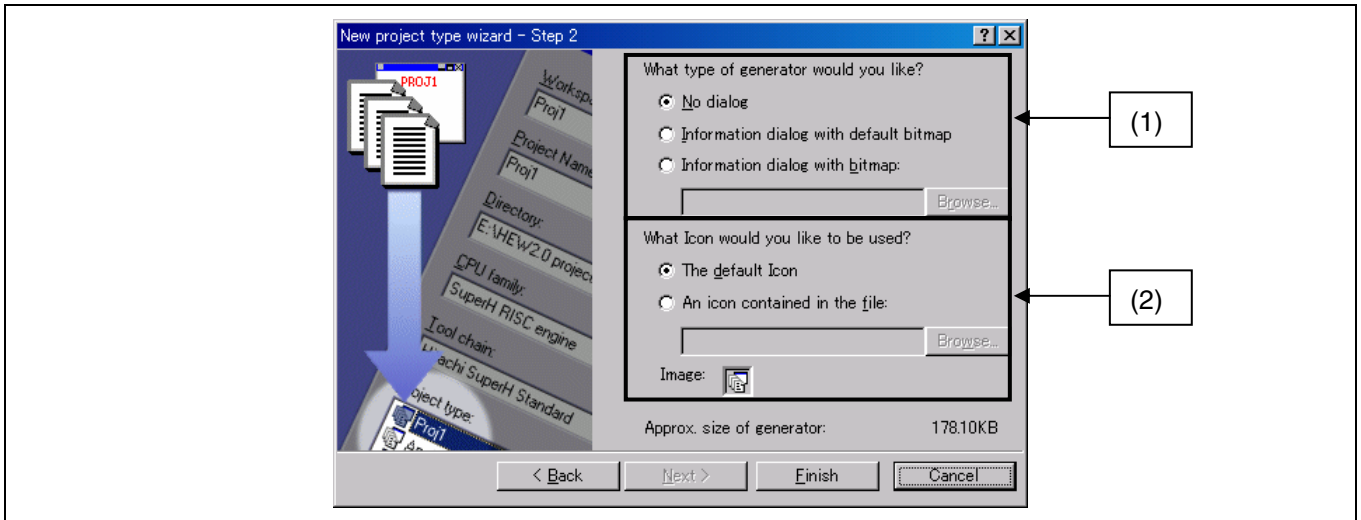 New project type wizard - Step 2
PROJ1
Workspa
Proj1
Project Name
Proj1
Directory:
E:\HEW2.0 project
CPU family:
SuperH RISC engine
Tool chain:
Hitachi SuperH Standard
oject type:
Proj1
What type of generator would you like?
No dialog
Information dialog with default bitmap
Information dialog with bitmap:
Browse...
(1)
What Icon would you like to be used?
The default Icon
An icon contained in the file:
Browse...
Image:
(2)
Approx. size of generator: 178.10KB
< Back Next > Finish Cancel